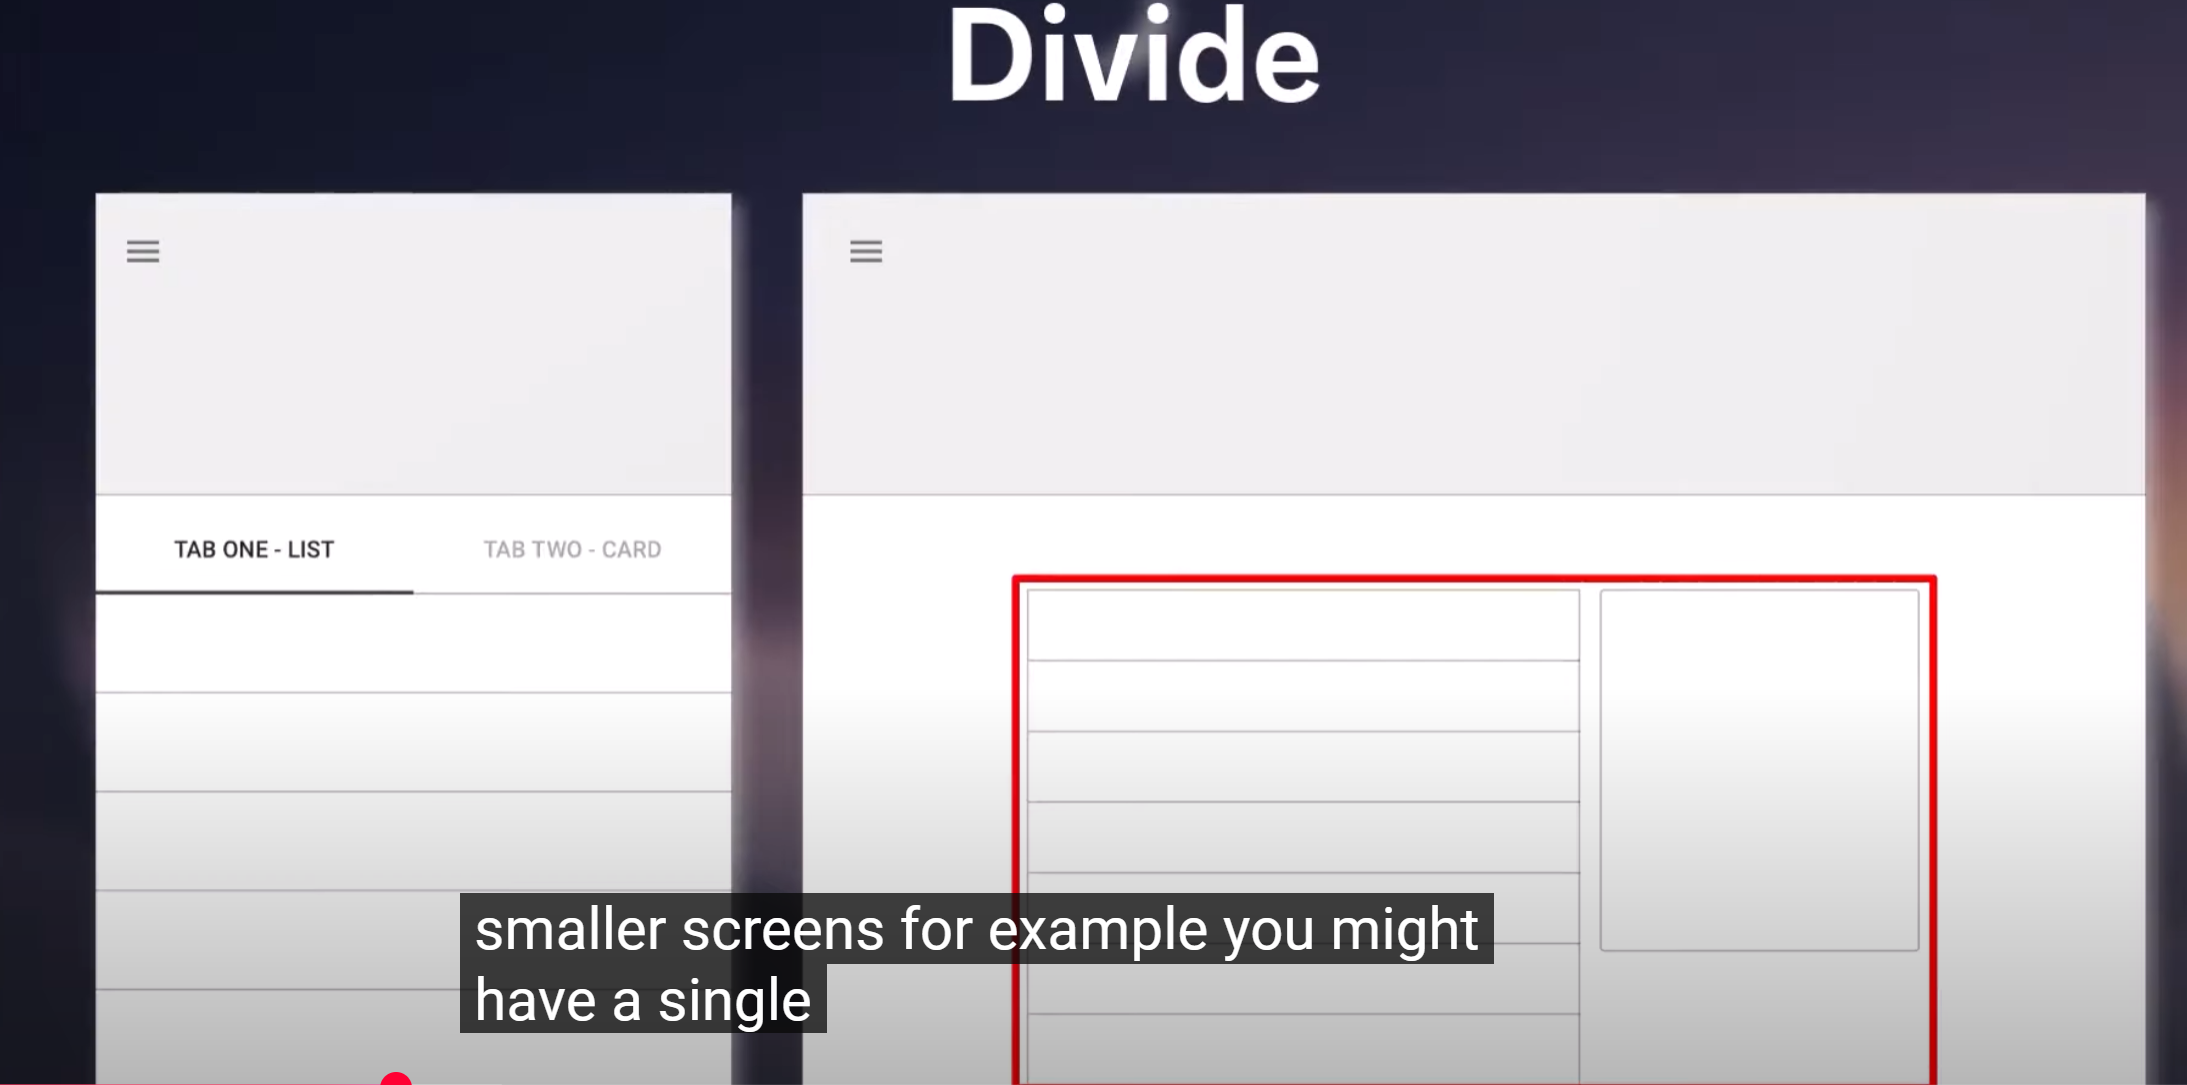 Divide
TAB ONE - LIST
TAB TWO - CARD
smaller screens for example you might
have a single